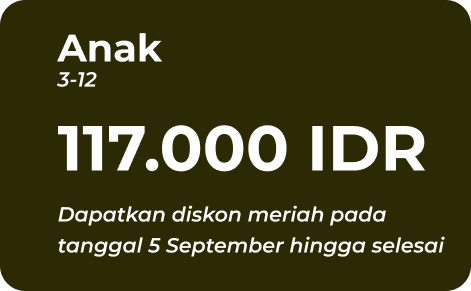 Anak
3-12
117.000 IDR
Dapatkan diskon meriah pada
tanggal 5 September hingga selesai